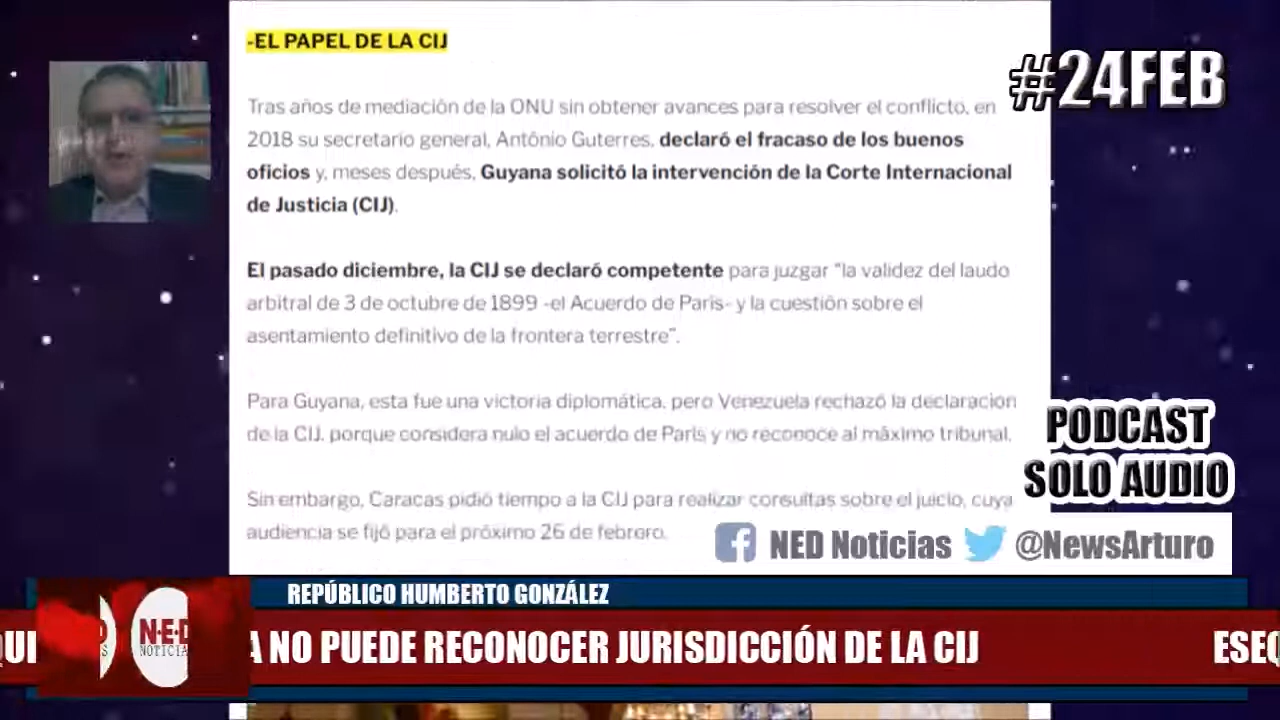 -EL PAPEL DE LA CIJ
#24FEB
Tras años de mediación de la ONU sin obtener avances para resolver el conflicto, en
2018 su secretario general, António Guterres, declaró el fracaso de los buenos
oficios y, meses después, Guyana solicitó la intervención de la Corte Internacional
de Justicia (CIJ).
El pasado diciembre, la CIJ se declaró competente para juzgar “la validez del laudo
arbitral de 3 de octubre de 1899 -el Acuerdo de París- y la cuestión sobre el
asentamiento definitivo de la frontera terrestre”.
Para Guyana, esta fue una victoria diplomática, pero Venezuela rechazó la declaración
de la CIJ, porque considera nulo el acuerdo de París y no reconoce al máximo tribunal.
Sin embargo, Caracas pidió tiempo a la CIJ para realizar consultas sobre el juicio, cuya
audiencia se fijó para el próximo 26 de febrero.
PODCAST
SOLO AUDIO
NED Noticias @NewsArturo
REPÚBLICO HUMBERTO GONZÁLEZ
QUI
N·E·D
NOTICIA
A NO PUEDE RECONOCER JURISDICCIÓN DE LA CIJ
ESEQ